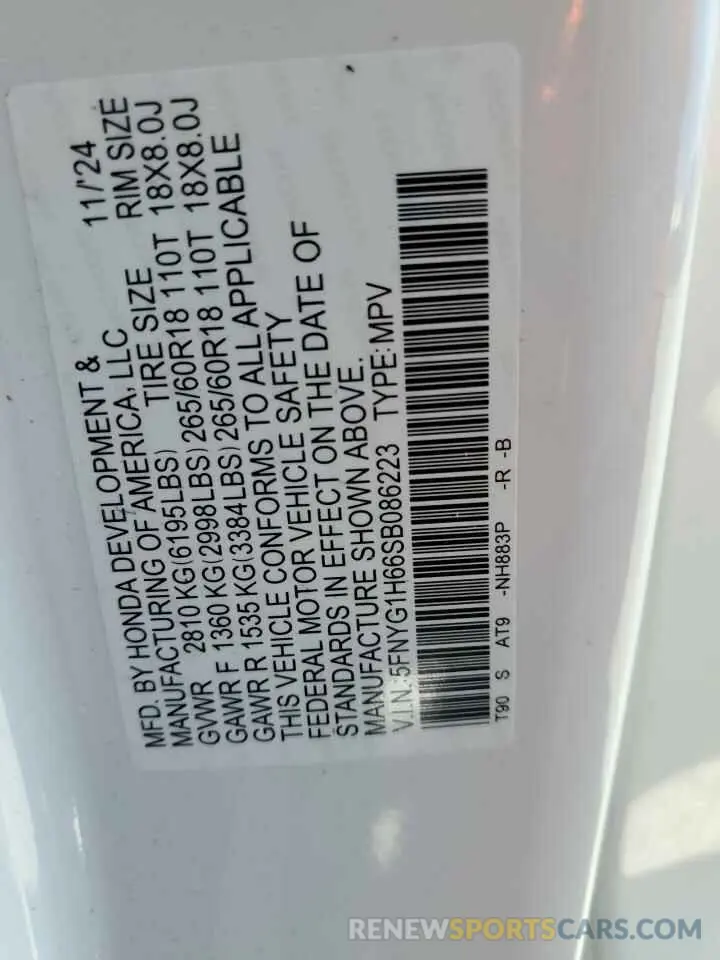 MFD. BY HONDA DEVELOPMENT &
MANUFACTURING OF AMERICA, LLC 11/'24
GVWR 2810 KG(6195LBS) TIRE SIZE RIM SIZE
GAWR F 1360 KG(2998LBS) 265/60R18 110T 18X8.0J
GAWR R 1535 KG(3384LBS) 265/60R18 110T 18X8.0J
THIS VEHICLE CONFORMS TO ALL APPLICABLE
FEDERAL MOTOR VEHICLE SAFETY
STANDARDS IN EFFECT ON THE DATE OF
MANUFACTURE SHOWN ABOVE.
V.I.N.:5FNYG1H66SB086223 TYPE:MPV
T90 S AT9 -NH883P -R -B
RENEWSPORTSCARS.COM